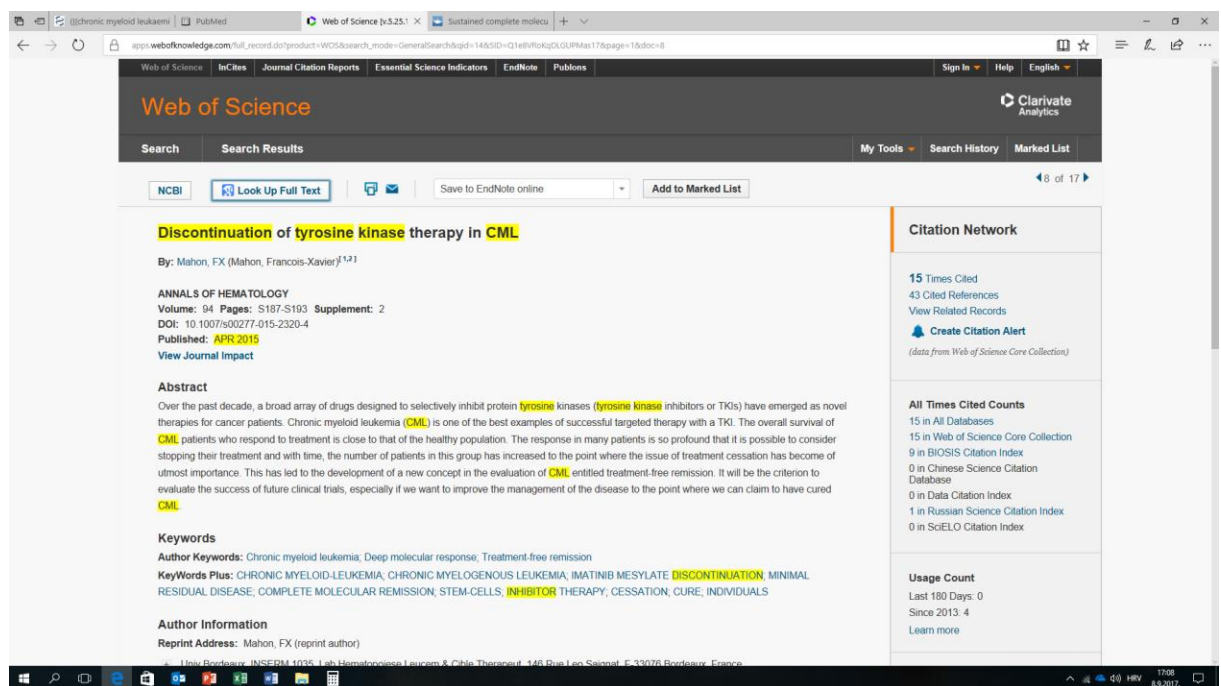 (((chronic myeloid leukaemi
PubMed
Web of Science [v.5.25.1
Sustained complete molecu
apps.webofknowledge.com/full_record.do?product=WOS&search_mode=GeneralSearch&qid=14&SID=
&page=1&doc=8
Web of Science InCites Journal Citation Reports Essential Science Indicators EndNote Publons
Sign In Help English
Web of Science
Clarivate
Analytics
Search Search Results
My Tools Search History Marked List
NCBI Look Up Full Text Save to EndNote online Add to Marked List
8 of 17
Discontinuation of tyrosine kinase therapy in CML
By: Mahon, FX (Mahon, Francois-Xavier)[1,2]
ANNALS OF HEMATOLOGY
Volume: 94 Pages: S187-S193 Supplement: 2
DOI: 10.1007/s00277-015-2320-4
Published: APR 2015
View Journal Impact
Abstract
Over the past decade, a broad array of drugs designed to selectively inhibit protein tyrosine kinases (tyrosine kinase inhibitors or TKIs) have emerged as novel
therapies for cancer patients. Chronic myeloid leukemia (CML) is one of the best examples of successful targeted therapy with a TKI. The overall survival of
CML patients who respond to treatment is close to that of the healthy population. The response in many patients is so profound that it is possible to consider
stopping their treatment and with time, the number of patients in this group has increased to the point where the issue of treatment cessation has become of
utmost importance. This has led to the development of a new concept in the evaluation of CML entitled treatment-free remission. It will be the criterion to
evaluate the success of future clinical trials, especially if we want to improve the management of the disease to the point where we can claim to have cured
CML.
Keywords
Author Keywords: Chronic myeloid leukemia; Deep molecular response; Treatment-free remission
KeyWords Plus: CHRONIC MYELOID-LEUKEMIA; CHRONIC MYELOGENOUS LEUKEMIA; IMATINIB MESYLATE DISCONTINUATION; MINIMAL
RESIDUAL DISEASE; COMPLETE MOLECULAR REMISSION; STEM-CELLS; INHIBITOR THERAPY; CESSATION; CURE; INDIVIDUALS
Author Information
Reprint Address: Mahon, FX (reprint author)
Univ Bordeaux, INSERM 1035, Lab Hematopoiese Leucem & Cible Therapeut, 146 Rue Leo Saignat, F-33076 Bordeaux, France
Citation Network
15 Times Cited
43 Cited References
View Related Records
Create Citation Alert
(data from Web of Science Core Collection)
All Times Cited Counts
15 in All Databases
15 in Web of Science Core Collection
9 in BIOSIS Citation Index
0 in Chinese Science Citation
Database
0 in Data Citation Index
1 in Russian Science Citation Index
0 in SciELO Citation Index
Usage Count
Last 180 Days: 0
Since 2013: 4
Learn more
HRV
17:08
8.9.2017.